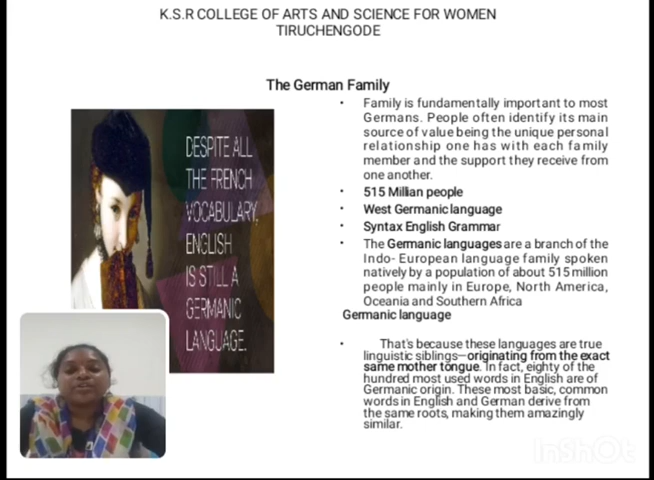 K.S.R COLLEGE OF ARTS AND SCIENCE FOR WOMEN
TIRUCHENGODE
The German Family
DESPITE ALL
THE FRENCH
VOCABULARY,
ENGLISH
IS STILL A
GERMANIC
LANGUAGE.
• Family is fundamentally important to most
Germans. People often identify its main
source of value being the unique personal
relationship one has with each family
member and the support they receive from
one another.
• 515 Millian people
• West Germanic language
• Syntax English Grammar
• The Germanic languages are a branch of the
Indo- European language family spoken
natively by a population of about 515 million
people mainly in Europe, North America,
Oceania and Southern Africa
Germanic language
• That's because these languages are true
linguistic siblings—originating from the exact
same mother tongue. In fact, eighty of the
hundred most used words in English are of
Germanic origin. These most basic, common
words in English and German derive from
the same roots, making them amazingly
similar.
InShOt